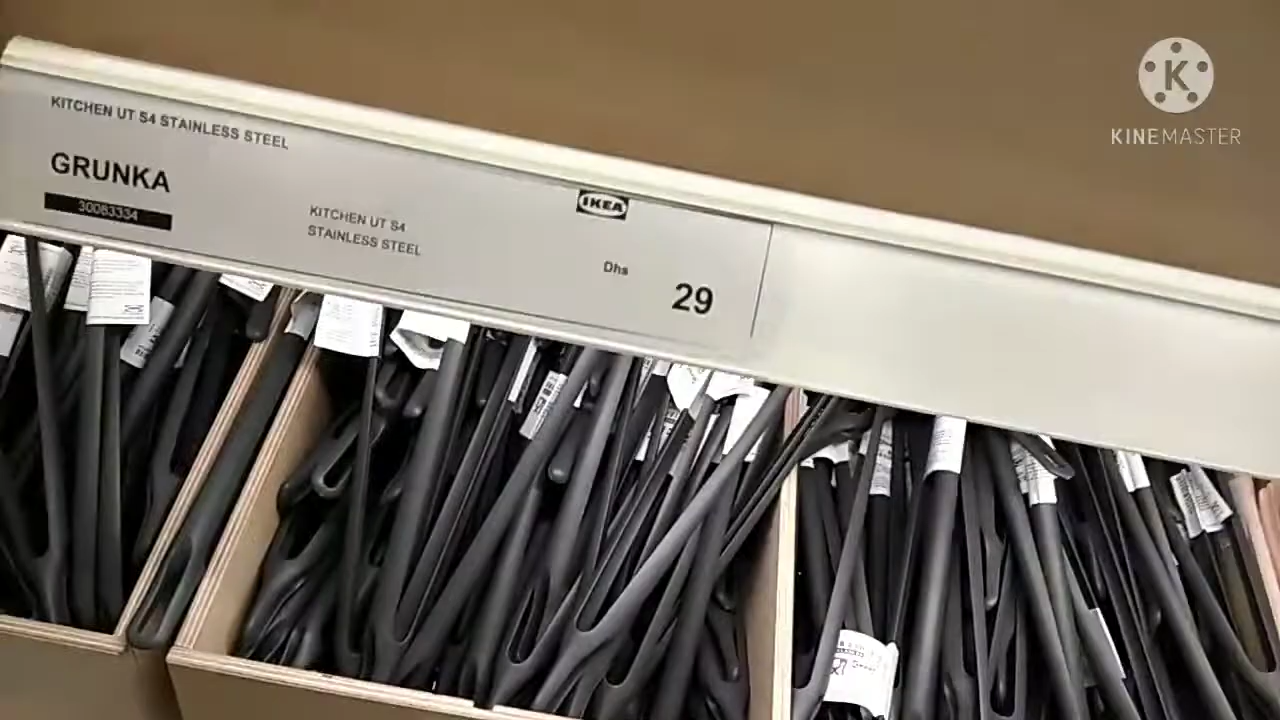 K
KINEMASTER
KITCHEN UT S4 STAINLESS STEEL
GRUNKA
30083334
KITCHEN UT S4
STAINLESS STEEL
IKEA
Dhs
29